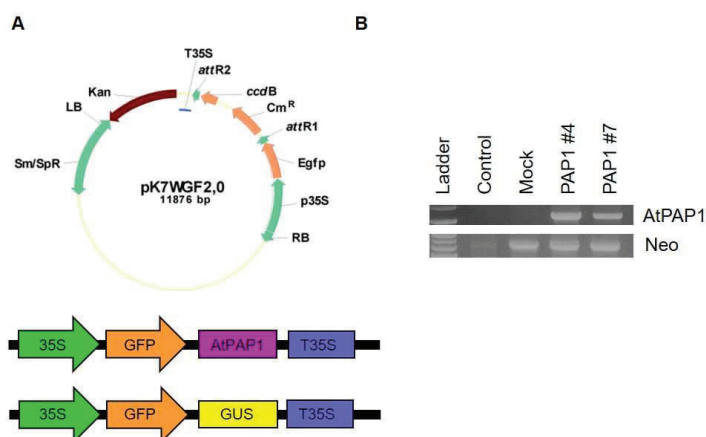 A
T35S
attR2
ccdB
Kan
Cm R
LB
attR1
Egfp
Sm/SpR
pK7WGF2,0
11876 bp
p35S
RB
35S GFP AtPAP1 T35S
35S GFP GUS T35S
B
Ladder Control Mock PAP1 #4 PAP1 #7
AtPAP1
Neo